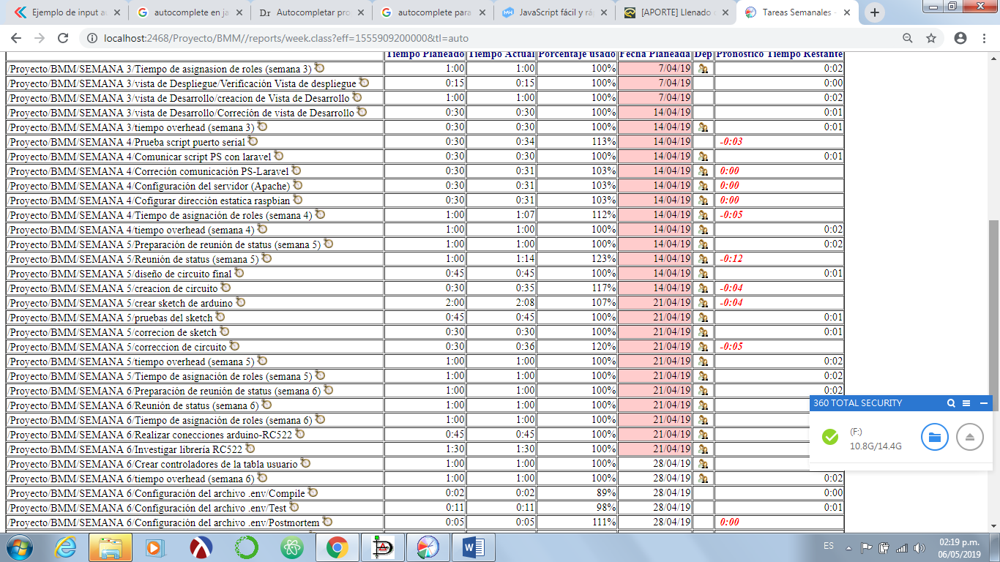 Ejemplo de input au
autocomplete en ja
Autocompletar pro
autocomplete para
JavaScript fácil y rá
[APORTE] Llenado d
Tareas Semanales -
localhost:2468/Proyecto/BMM//reports/week.class?eff=1555909200000&tl=auto
Tiempo Planeado Tiempo Actual Porcentaje usado Fecha Planeada Dep Pronostico Tiempo Restante
/Proyecto/BMM/SEMANA 3/Tiempo de asignasion de roles (semana 3) 1:00 1:00 100% 7/04/19 0:02
/Proyecto/BMM/SEMANA 3/vista de Despliegue/Verificación Vista de despliegue 0:15 0:15 100% 7/04/19 0:00
/Proyecto/BMM/SEMANA 3/vista de Desarrollo/creacion de Vista de Desarrollo 1:00 1:00 100% 7/04/19 0:02
/Proyecto/BMM/SEMANA 3/vista de Desarrollo/Correción de vista de Desarrollo 0:30 0:30 100% 14/04/19 0:01
/Proyecto/BMM/SEMANA 3/tiempo overhead (semana 3) 0:30 0:30 100% 14/04/19 0:01
/Proyecto/BMM/SEMANA 4/Prueba script puerto serial 0:30 0:34 113% 14/04/19 -0:03
/Proyecto/BMM/SEMANA 4/Comunicar script PS con laravel 0:30 0:30 100% 14/04/19 0:01
/Proyecto/BMM/SEMANA 4/Correción comunicación PS-Laravel 0:30 0:31 103% 14/04/19 0:00
/Proyecto/BMM/SEMANA 4/Configuración del servidor (Apache) 0:30 0:31 103% 14/04/19 0:00
/Proyecto/BMM/SEMANA 4/Cofigurar dirección estatica raspbian 0:30 0:31 103% 14/04/19 0:00
/Proyecto/BMM/SEMANA 4/Tiempo de asignación de roles (semana 4) 1:00 1:07 112% 14/04/19 -0:05
/Proyecto/BMM/SEMANA 4/tiempo overhead (semana 4) 1:00 1:00 100% 14/04/19 0:02
/Proyecto/BMM/SEMANA 5/Preparación de reunión de status (semana 5) 1:00 1:00 100% 14/04/19 0:02
/Proyecto/BMM/SEMANA 5/Reunión de status (semana 5) 1:00 1:14 123% 14/04/19 -0:12
/Proyecto/BMM/SEMANA 5/diseño de circuito final 0:45 0:45 100% 14/04/19 0:01
/Proyecto/BMM/SEMANA 5/creacion de circuito 0:30 0:35 117% 14/04/19 -0:04
/Proyecto/BMM/SEMANA 5/crear sketch de arduino 2:00 2:08 107% 21/04/19 -0:04
/Proyecto/BMM/SEMANA 5/pruebas del sketch 0:45 0:45 100% 21/04/19 0:01
/Proyecto/BMM/SEMANA 5/correcion de sketch 0:30 0:30 100% 21/04/19 0:01
/Proyecto/BMM/SEMANA 5/correccion de circuito 0:30 0:36 120% 21/04/19 -0:05
/Proyecto/BMM/SEMANA 5/tiempo overhead (semana 5) 1:00 1:00 100% 21/04/19 0:02
/Proyecto/BMM/SEMANA 5/Tiempo de asignación de roles (semana 5) 1:00 1:00 100% 21/04/19 0:02
/Proyecto/BMM/SEMANA 6/Preparación de reunión de status (semana 6) 1:00 1:00 100% 21/04/19 0:02
/Proyecto/BMM/SEMANA 6/Reunión de status (semana 6) 1:00 1:00 100% 21/04/19
/Proyecto/BMM/SEMANA 6/Tiempo de asignación de roles (semana 6) 1:00 1:00 100% 21/04/19
/Proyecto/BMM/SEMANA 6/Realizar conecciones arduino-RC522 0:45 0:45 100% 21/04/19
/Proyecto/BMM/SEMANA 6/Investigar librería RC522 1:30 1:30 100% 21/04/19
/Proyecto/BMM/SEMANA 6/Crear controladores de la tabla usuario 1:00 1:00 100% 28/04/19
/Proyecto/BMM/SEMANA 6/tiempo overhead (semana 6) 1:00 1:00 100% 28/04/19 0:02
/Proyecto/BMM/SEMANA 6/Configuración del archivo .env/Compile 0:02 0:02 89% 28/04/19 0:00
/Proyecto/BMM/SEMANA 6/Configuración del archivo .env/Test 0:11 0:11 98% 28/04/19 0:01
/Proyecto/BMM/SEMANA 6/Configuración del archivo .env/Postmortem 0:05 0:05 111% 28/04/19 0:00
360 TOTAL SECURITY
(F:)
10.8G/14.4G
ES
02:19 p.m.
06/05/2019